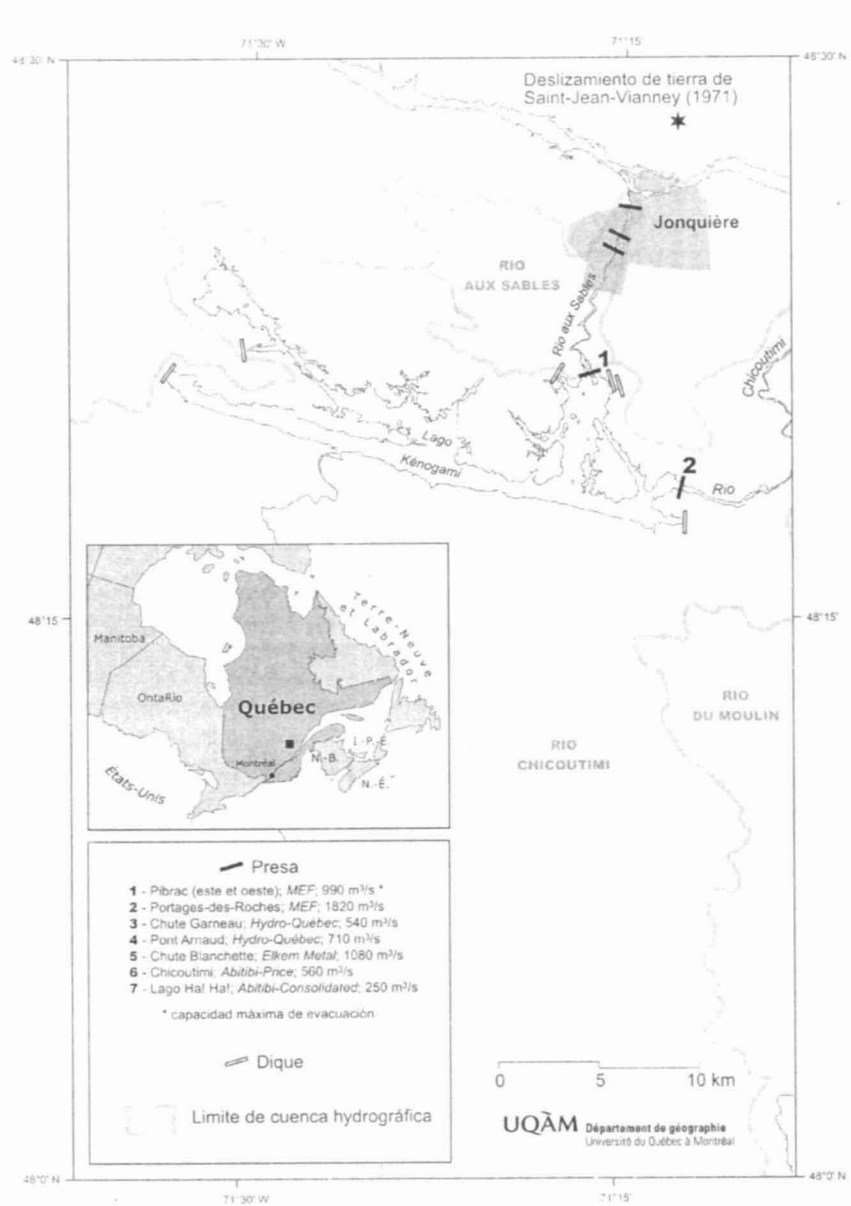 71°30' W
71°15'
48°30' N
48°30' N
Deslizamiento de tierra de
Saint-Jean-Vianney (1971)
Jonquière
RIO
AUX SABLES
Rio aux Sables
1
Chicoutimi
Lago
Kénogami
2
Rio
48°15'
48°15'
Manitoba
OntaRio
Québec
Montréal
Terre-Neuve
et Labrador
I.-P.-É.
N.-B.
N.-É.
États-Unis
RIO
DU MOULIN
RIO
CHICOUTIMI
Presa
1 - Pibrac (este et oeste); MEF; 990 m³/s *
2 - Portages-des-Roches; MEF; 1820 m³/s
3 - Chute Garneau; Hydro-Québec; 540 m³/s
4 - Pont Arnaud; Hydro-Québec; 710 m³/s
5 - Chute Blanchette; Elkem Metal; 1080 m³/s
6 - Chicoutimi; Abitibi-Price; 560 m³/s
7 - Lago Ha! Ha!; Abitibi-Consolidated; 250 m³/s
* capacidad máxima de evacuación
Dique
Limite de cuenca hydrográfica
0 5 10 km
UQÀM Département de géographie
Université du Québec à Montréal
48°0' N
48°0' N
71°30' W
71°15'